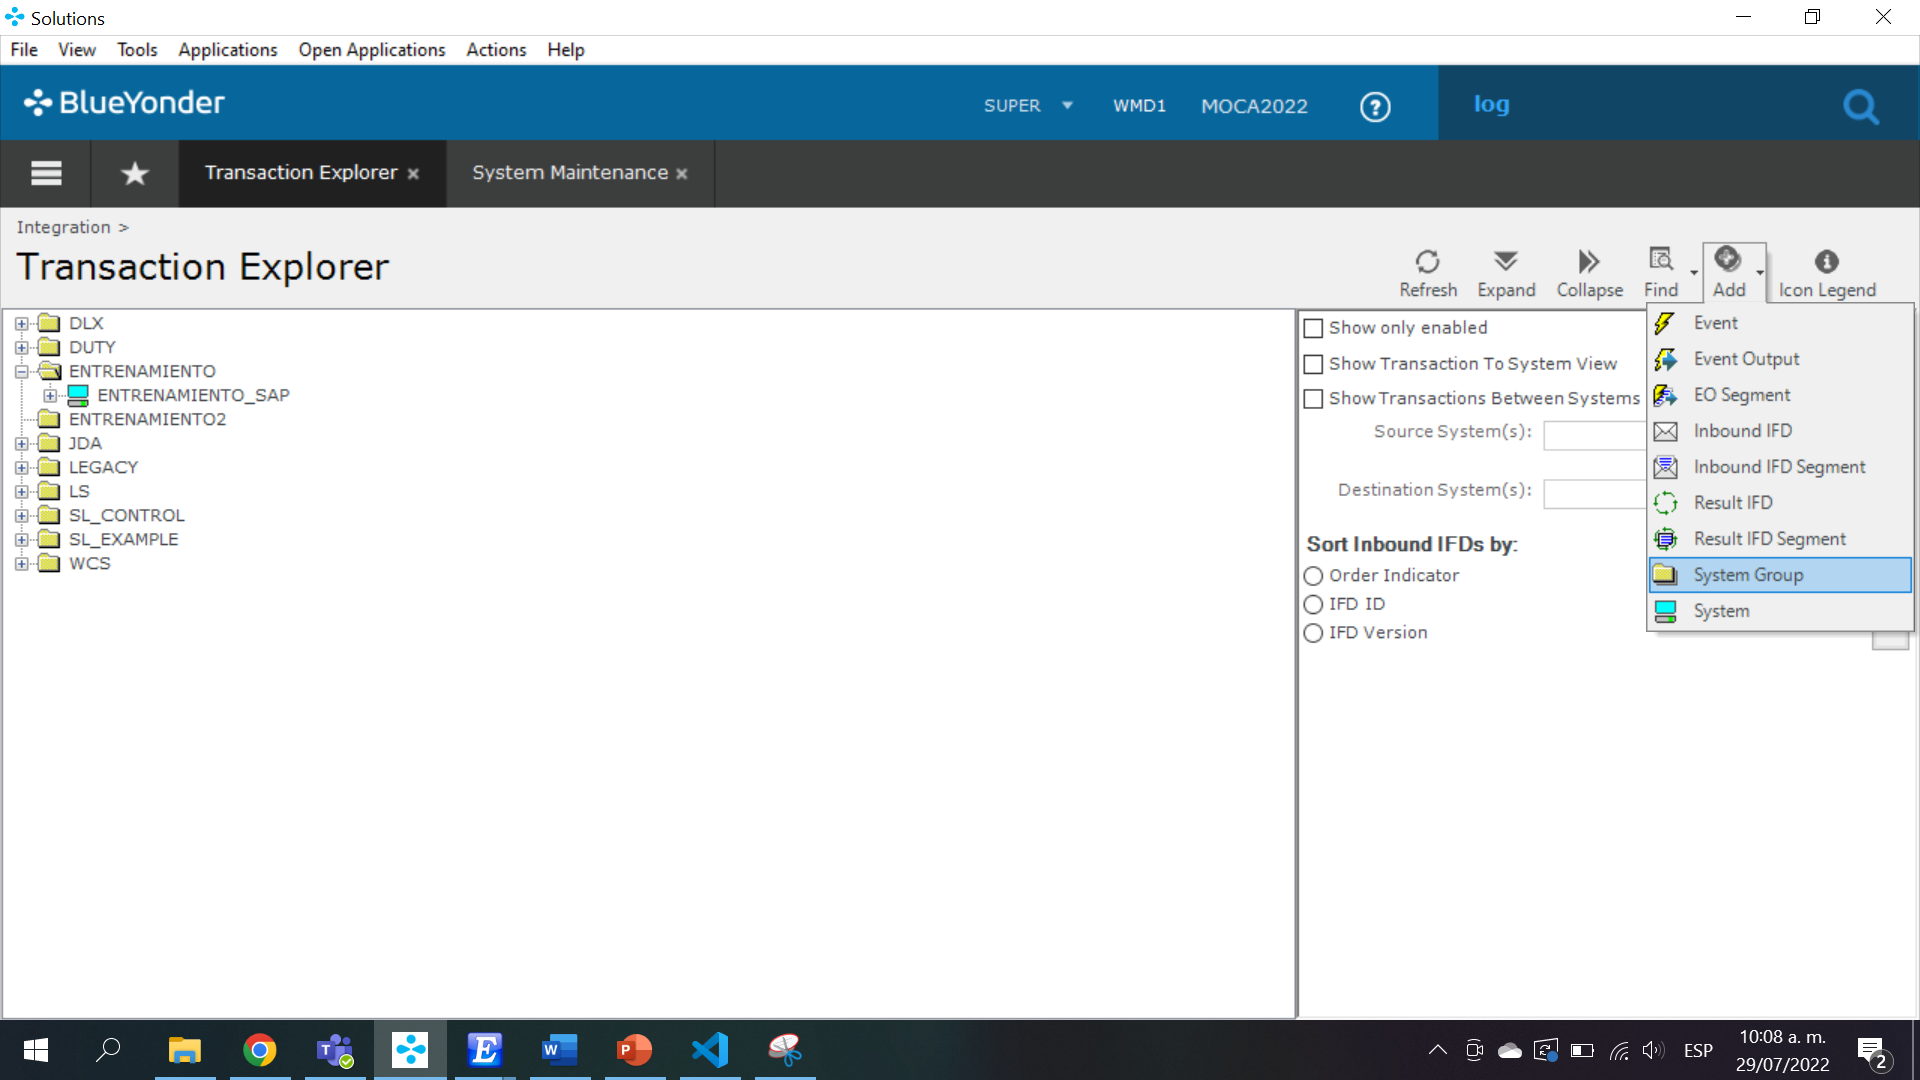 Solutions
File View Tools Applications Open Applications Actions Help
BlueYonder SUPER WMD1 MOCA2022 ? log
Transaction Explorer × System Maintenance ×
Integration >
Transaction Explorer
Refresh Expand Collapse Find Add Icon Legend
DLX
DUTY
ENTRENAMIENTO
ENTRENAMIENTO_SAP
ENTRENAMIENTO2
JDA
LEGACY
LS
SL_CONTROL
SL_EXAMPLE
WCS
Show only enabled
Show Transaction To System View
Show Transactions Between Systems
Source System(s):
Destination System(s):
Sort Inbound IFDs by:
Order Indicator
IFD ID
IFD Version
Event
Event Output
EO Segment
Inbound IFD
Inbound IFD Segment
Result IFD
Result IFD Segment
System Group
System
ESP
10:08 a. m.
29/07/2022
2